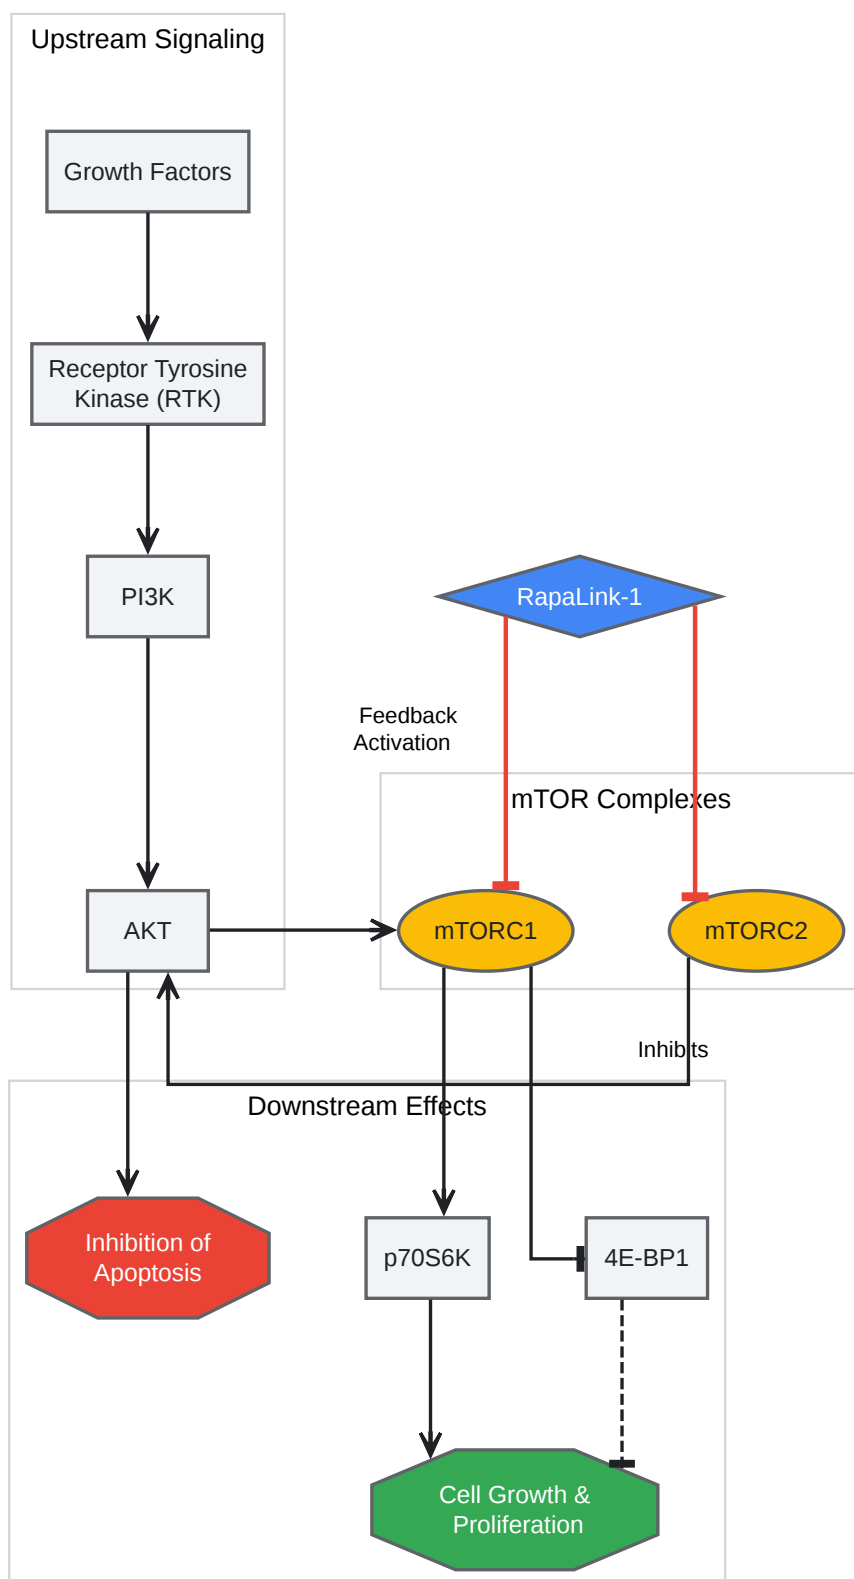 Upstream Signaling
Growth Factors
Receptor Tyrosine
Kinase (RTK)
PI3K
RapaLink-1
Feedback
Activation
mTOR Complexes
AKT
mTORC1
mTORC2
Inhibits
Downstream Effects
Inhibition of
Apoptosis
p70S6K
4E-BP1
Cell Growth &
Proliferation